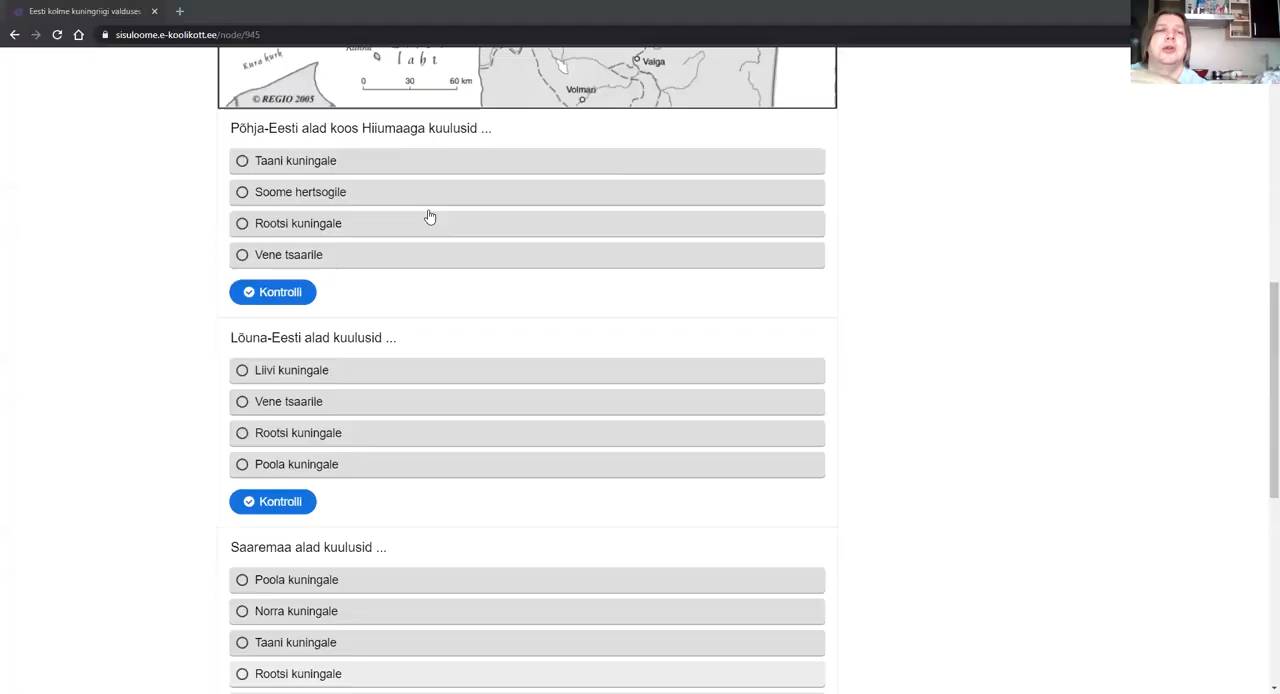 Eesti kolme kuningriigi valduses
sisuloome.e-koolikott.ee/node/945
Kura kurk
l a h t
Valga
0 30 60 km
Volmari
© REGIO 2005
Põhja-Eesti alad koos Hiiumaaga kuulusid ...
Taani kuningale
Soome hertsogile
Rootsi kuningale
Vene tsaarile
Kontrolli
Lõuna-Eesti alad kuulusid ...
Liivi kuningale
Vene tsaarile
Rootsi kuningale
Poola kuningale
Kontrolli
Saaremaa alad kuulusid ...
Poola kuningale
Norra kuningale
Taani kuningale
Rootsi kuningale